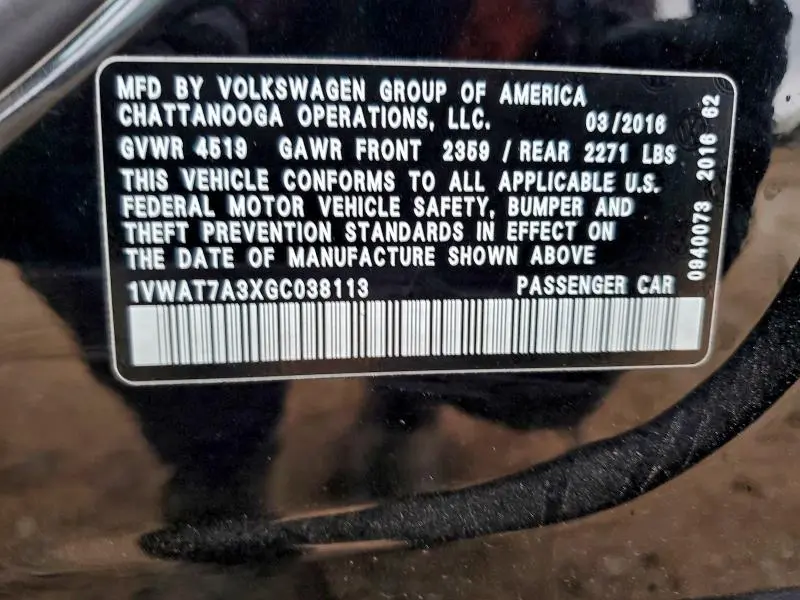 MFD BY VOLKSWAGEN GROUP OF AMERICA
CHATTANOOGA OPERATIONS, LLC. 03/2016
GVWR 4519 GAWR FRONT 2359 / REAR 2271 LBS
THIS VEHICLE CONFORMS TO ALL APPLICABLE U.S.
FEDERAL MOTOR VEHICLE SAFETY, BUMPER AND
THEFT PREVENTION STANDARDS IN EFFECT ON
THE DATE OF MANUFACTURE SHOWN ABOVE
1VWAT7A3XGC038113 PASSENGER CAR
0940073 2016 62